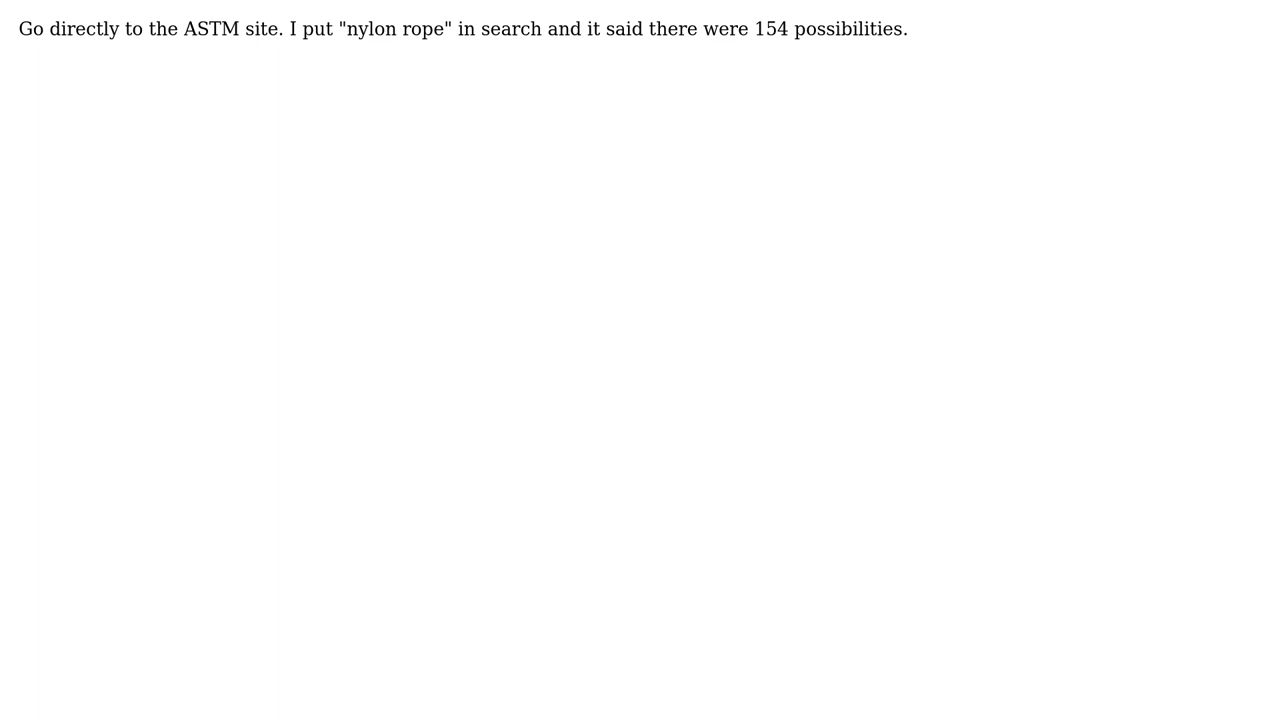 Go directly to the ASTM site. I put "nylon rope" in search and it said there were 154 possibilities.